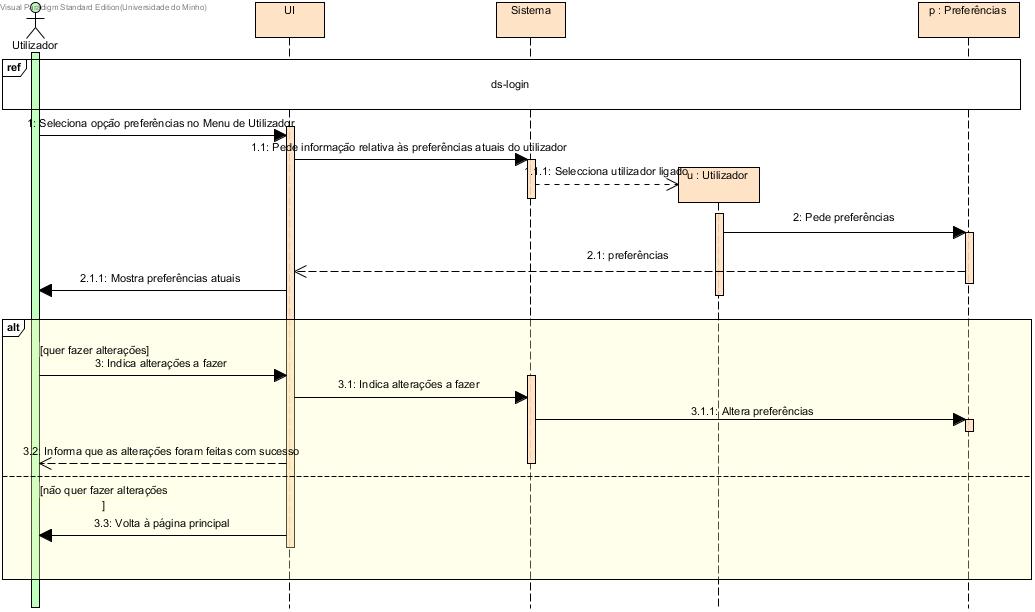 Visual Paradigm Standard Edition(Universidade do Minho)
UI
Sistema
p : Preferências
Utilizador
ref
ds-login
1: Seleciona opção preferências no Menu de Utilizador
1.1: Pede informação relativa às preferências atuais do utilizador
1.1.1: Selecciona utilizador ligado
u : Utilizador
2: Pede preferências
2.1: preferências
2.1.1: Mostra preferências atuais
alt
[quer fazer alterações]
3: Indica alterações a fazer
3.1: Indica alterações a fazer
3.1.1: Altera preferências
3.2: Informa que as alterações foram feitas com sucesso
[não quer fazer alterações
]
3.3: Volta à página principal